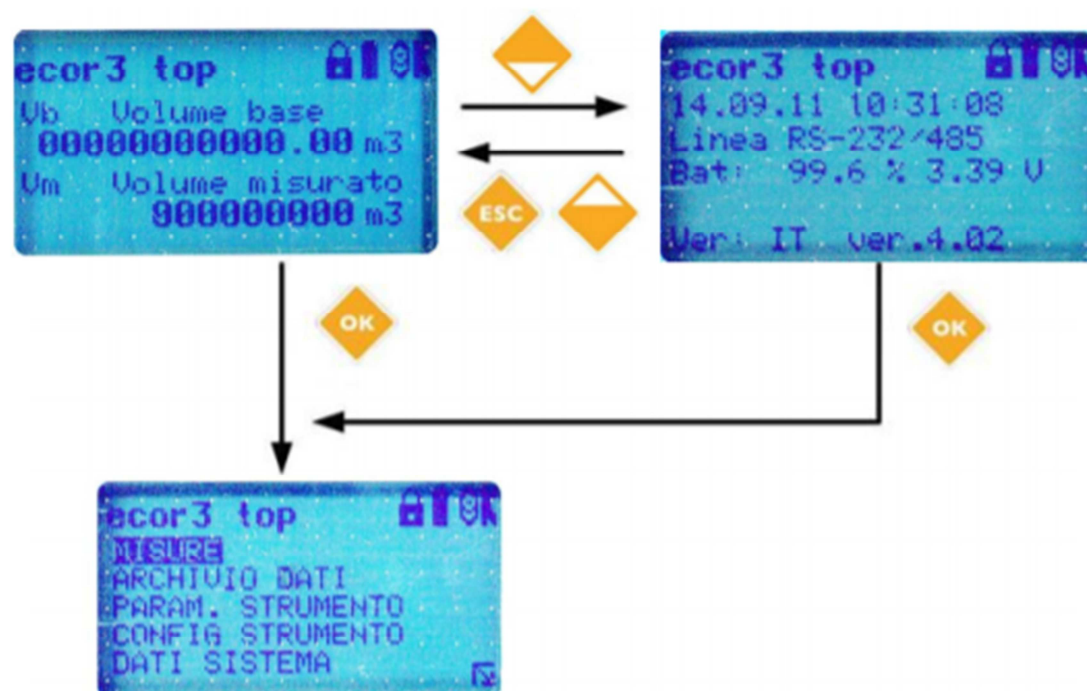 ecor3 top
Vb Volume base
00000000000.00 m3
Vm Volume misurato
900000000 m3
ESC
ecor3 top
14.09.11 10:31:08
Linea RS-232/485
Bat: 99.6 % 3.39 V
Ver: IT ver.4.02
OK
OK
ecor3 top
MISURE
ARCHIVIO DATI
PARAM. STRUMENTO
CONFIG STRUMENTO
DATI SISTEMA